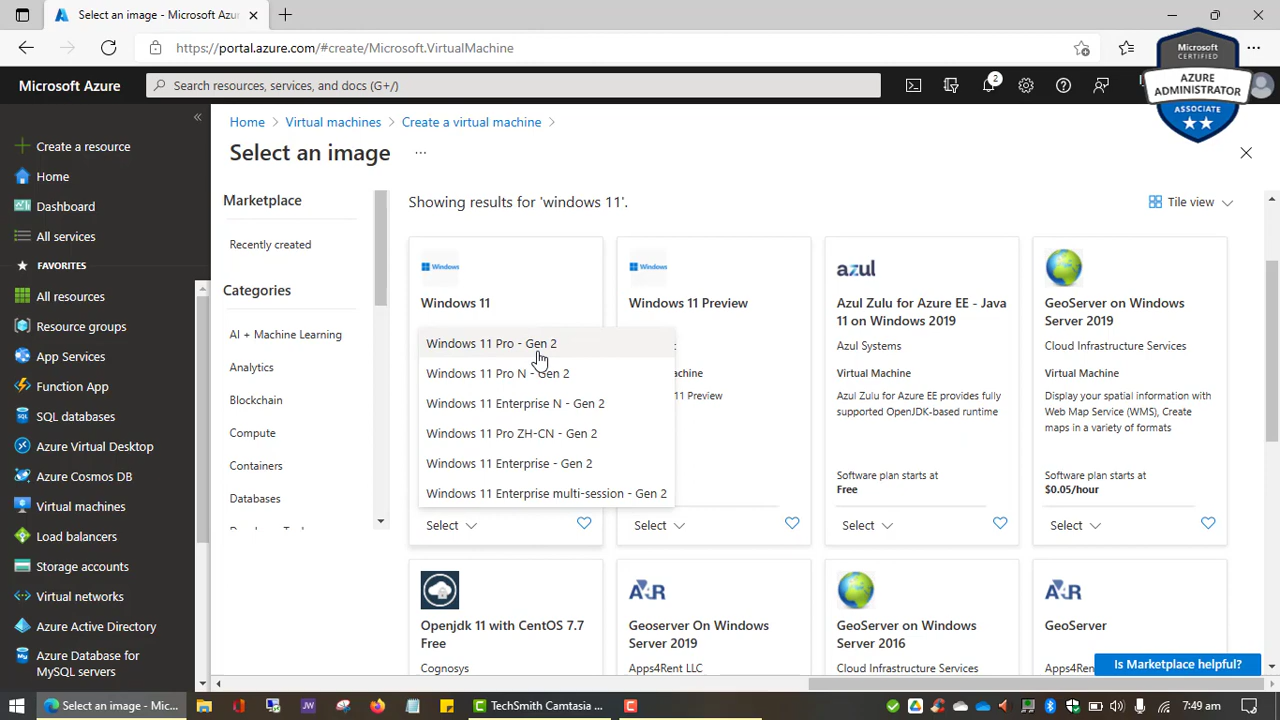 Select an image - Microsoft Azu
https://portal.azure.com/#create/Microsoft.VirtualMachine
Microsoft
CERTIFIED
AZURE
ADMINISTRATOR
ASSOCIATE
Microsoft Azure
Search resources, services, and docs (G+/)
2
Create a resource
Home
Dashboard
All services
FAVORITES
All resources
Resource groups
App Services
Function App
SQL databases
Azure Virtual Desktop
Azure Cosmos DB
Virtual machines
Load balancers
Storage accounts
Virtual networks
Azure Active Directory
Azure Database for
MySQL servers
Home > Virtual machines > Create a virtual machine >
Select an image ...
Marketplace
Recently created
Categories
AI + Machine Learning
Analytics
Blockchain
Compute
Containers
Databases
Showing results for 'windows 11'.
Tile view
Windows
Windows 11
Windows 11 Pro - Gen 2
Windows 11 Pro N - Gen 2
Windows 11 Enterprise N - Gen 2
Windows 11 Pro ZH-CN - Gen 2
Windows 11 Enterprise - Gen 2
Windows 11 Enterprise multi-session - Gen 2
Select
Windows
Windows 11 Preview
achine
11 Preview
Select
azul
Azul Zulu for Azure EE - Java
11 on Windows 2019
Azul Systems
Virtual Machine
Azul Zulu for Azure EE provides fully
supported OpenJDK-based runtime
Software plan starts at
Free
Select
GeoServer on Windows
Server 2019
Cloud Infrastructure Services
Virtual Machine
Display your spatial information with
Web Map Service (WMS), Create
maps in a variety of formats
Software plan starts at
$0.05/hour
Select
Openjdk 11 with CentOS 7.7
Free
Cognosys
Geoserver On Windows
Server 2019
Apps4Rent LLC
GeoServer on Windows
Server 2016
Cloud Infrastructure Services
GeoServer
Apps4R
Is Marketplace helpful?
Select an image - Mic...
JW
TechSmith Camtasia ...
7:49 am